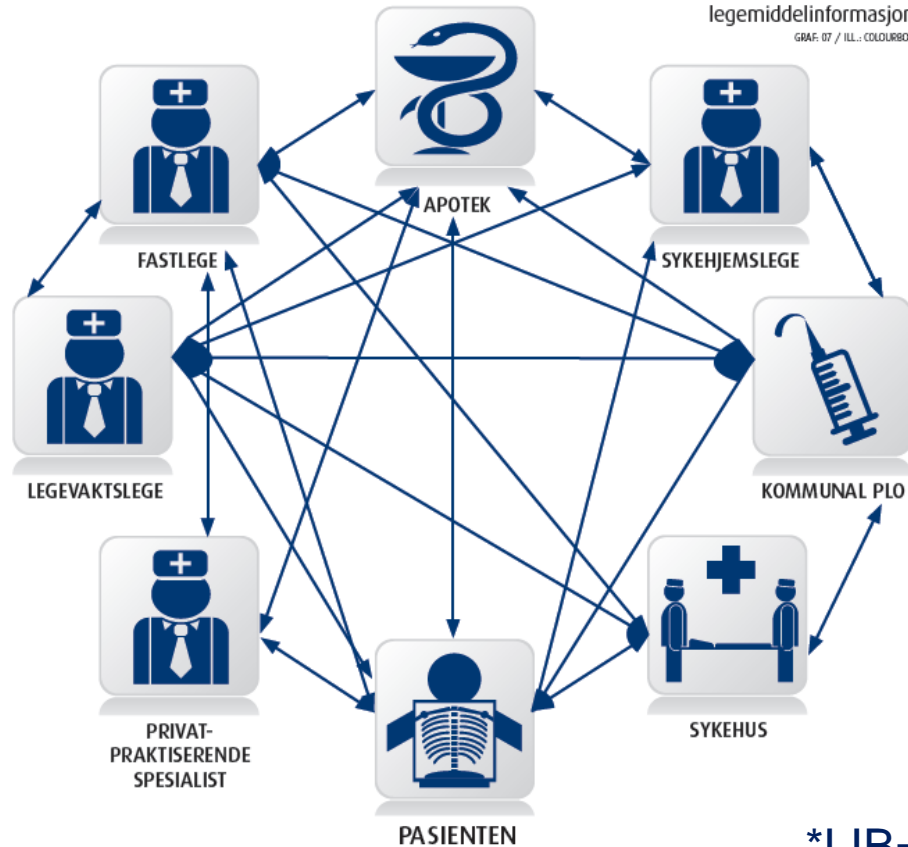 legemiddelinformasjon
GRAF: 07 / ILL.: COLOURBO
APOTEK
FASTLEGE
SYKEHJEMSLEGE
LEGEVAKTSLEGE
KOMMUNAL PLO
PRIVAT-
PRAKTISERENDE
SPESIALIST
SYKEHUS
PASIENTEN